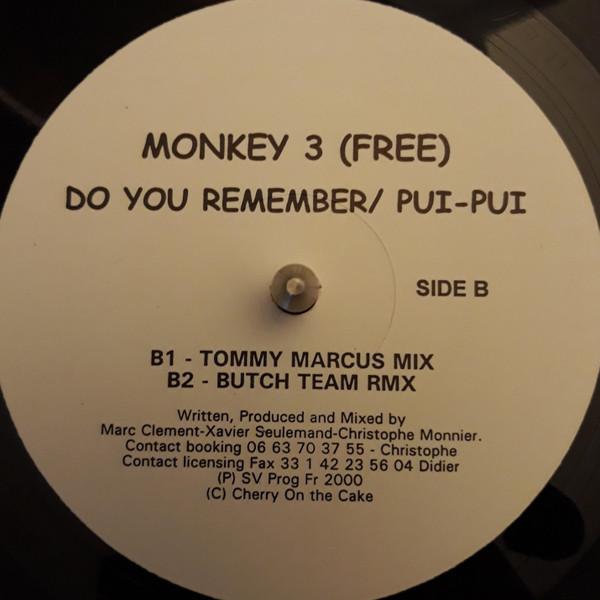 MONKEY 3 (FREE)
DO YOU REMEMBER/ PUI-PUI
SIDE B
B1 - TOMMY MARCUS MIX
B2 - BUTCH TEAM RMX
Written, Produced and Mixed by
Marc Clement-Xavier Seulemand-Christophe Monnier.
Contact booking 06 63 70 37 55 - Christophe
Contact licensing Fax 33 1 42 23 56 04 Didier
(P) SV Prog Fr 2000
(C) Cherry On the Cake